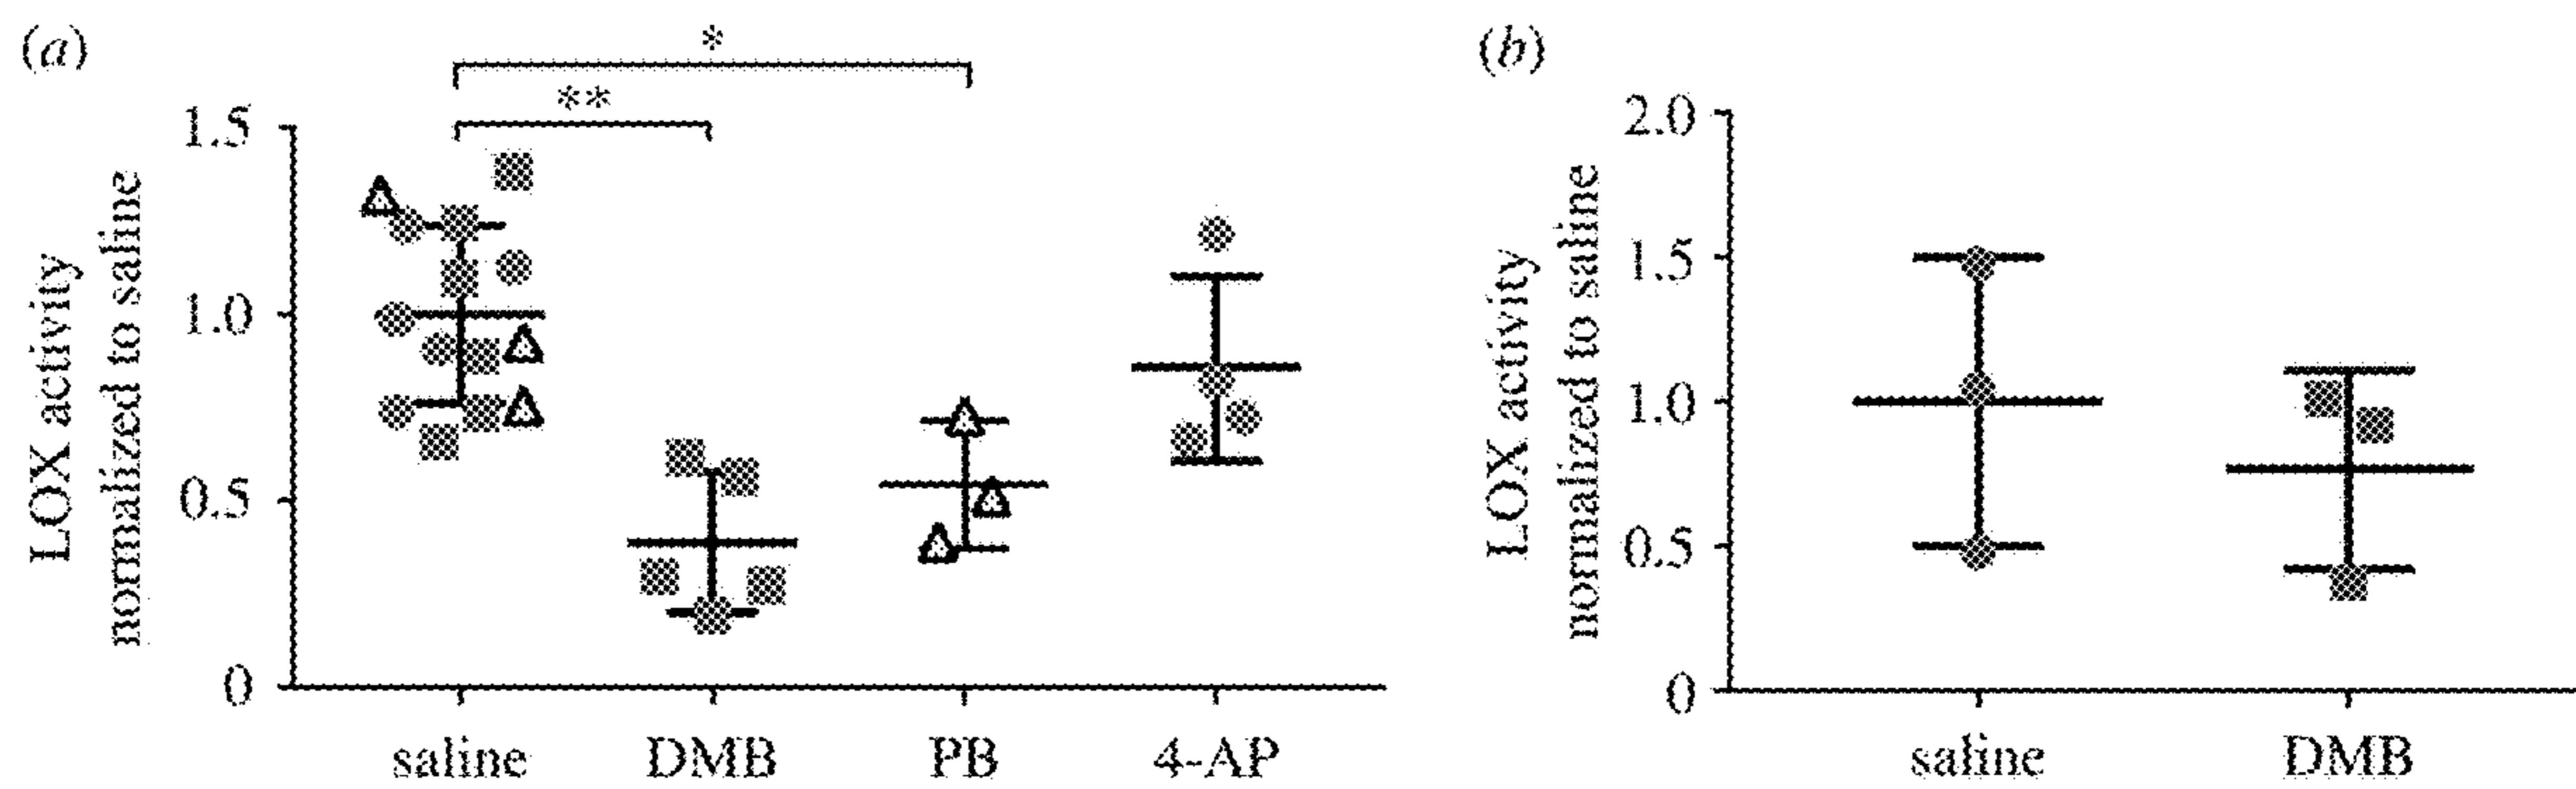 (a)
*
**
LOX activity
normalized to saline
1.5
1.0
0.5
0
saline DMB PB 4-AP
(b)
LOX activity
normalized to saline
2.0
1.5
1.0
0.5
0
saline DMB